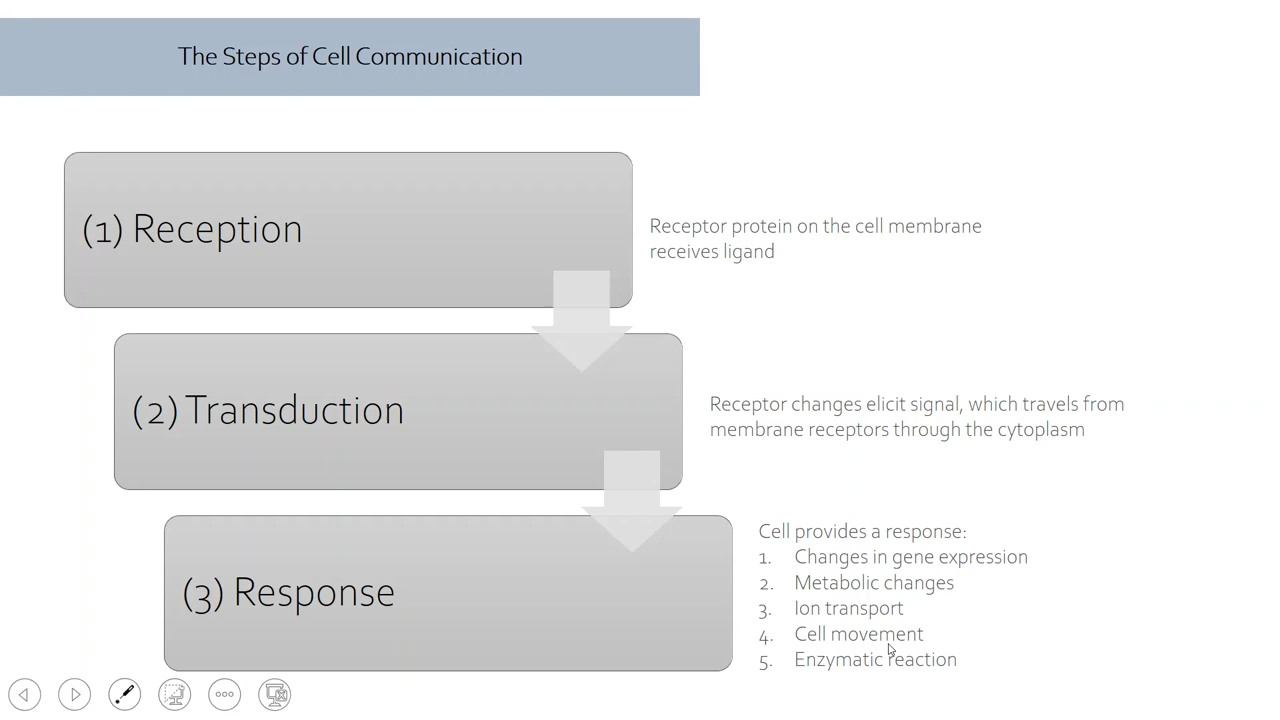 The Steps of Cell Communication
(1) Reception
Receptor protein on the cell membrane
receives ligand
(2) Transduction
Receptor changes elicit signal, which travels from
membrane receptors through the cytoplasm
(3) Response
Cell provides a response:
1. Changes in gene expression
2. Metabolic changes
3. Ion transport
4. Cell movement
5. Enzymatic reaction